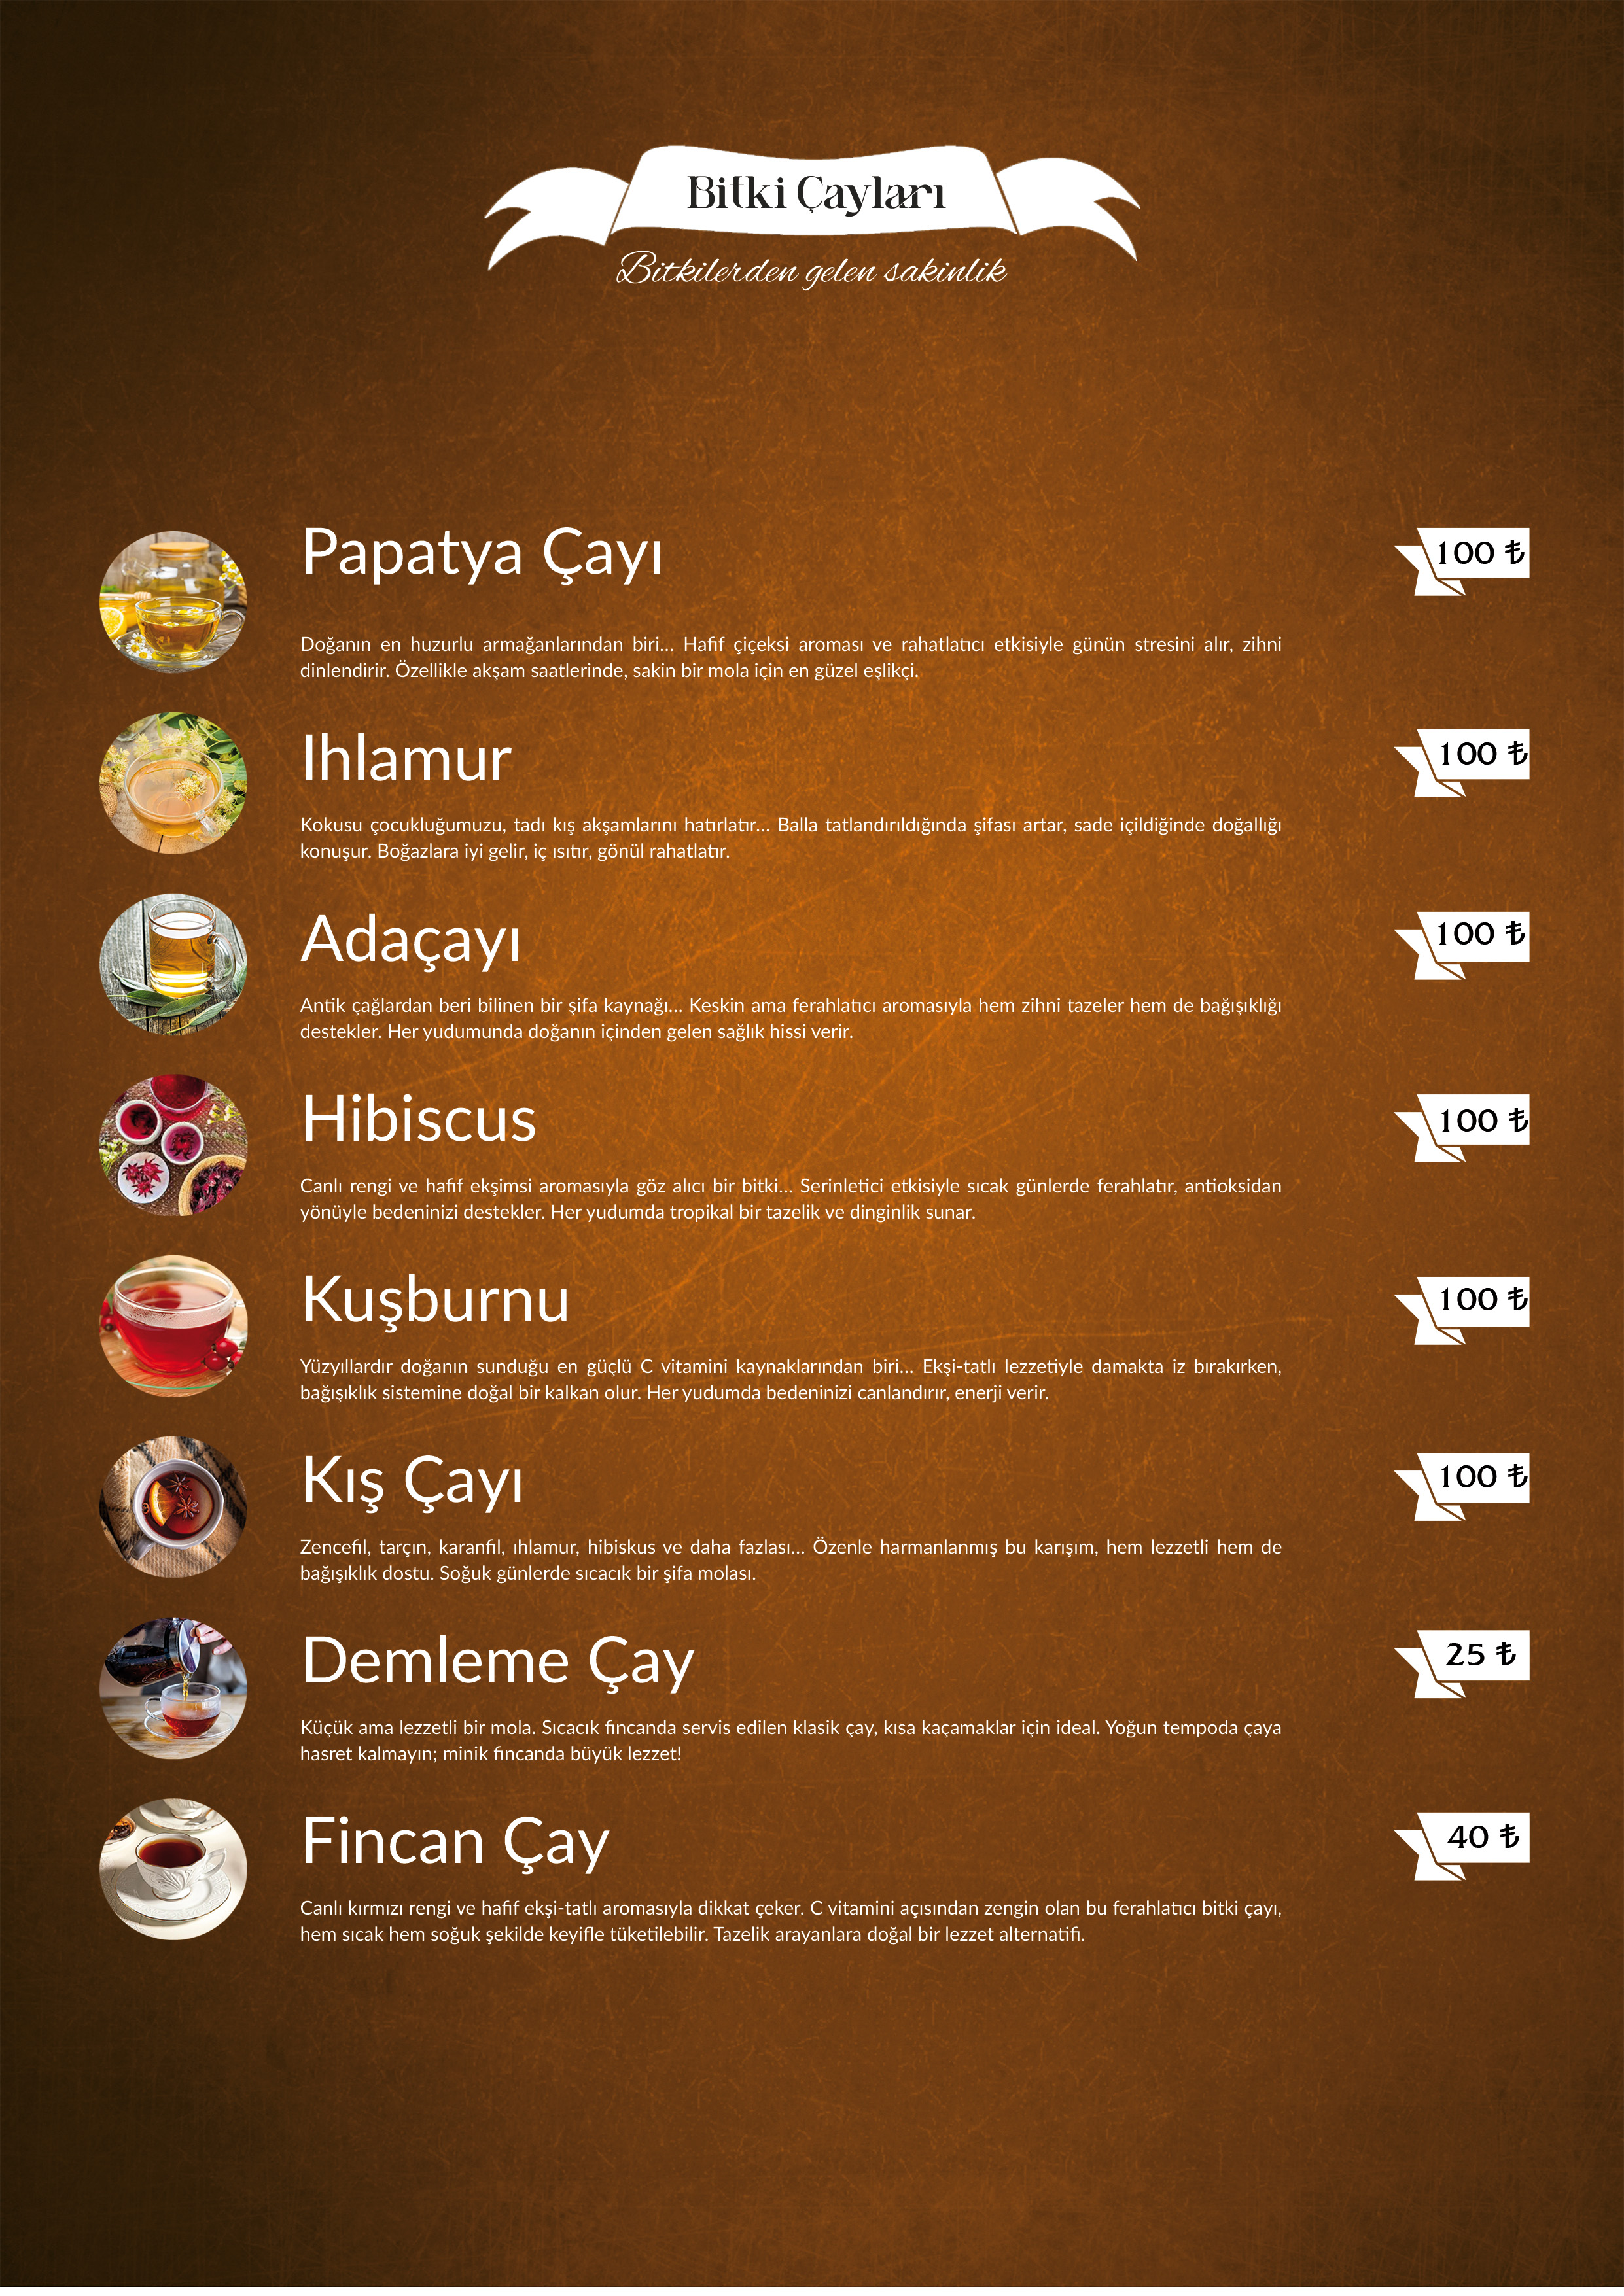 Bitki Çayları
Bitkilerden gelen sakinlik
Papatya Çayı
100 ₺
Doğanın en huzurlu armağanlarından biri… Hafif çiçeksi aroması ve rahatlatıcı etkisiyle günün stresini alır, zihni
dinlendirir. Özellikle akşam saatlerinde, sakin bir mola için en güzel eşlikçi.
Ihlamur
100 ₺
Kokusu çocukluğumuzu, tadı kış akşamlarını hatırlatır… Balla tatlandırıldığında şifası artar, sade içildiğinde doğallığı
konuşur. Boğazlara iyi gelir, iç ısıtır, gönül rahatlatır.
Adaçayı
100 ₺
Antik çağlardan beri bilinen bir şifa kaynağı… Keskin ama ferahlatıcı aromasıyla hem zihni tazeler hem de bağışıklığı
destekler. Her yudumunda doğanın içinden gelen sağlık hissi verir.
Hibiscus
100 ₺
Canlı rengi ve hafif ekşimsi aromasıyla göz alıcı bir bitki… Serinletici etkisiyle sıcak günlerde ferahlatır, antioksidan
yönüyle bedeninizi destekler. Her yudumda tropikal bir tazelik ve dinginlik sunar.
Kuşburnu
100 ₺
Yüzyıllardır doğanın sunduğu en güçlü C vitamini kaynaklarından biri… Ekşi-tatlı lezzetiyle damakta iz bırakırken,
bağışıklık sistemine doğal bir kalkan olur. Her yudumda bedeninizi canlandırır, enerji verir.
Kış Çayı
100 ₺
Zencefil, tarçın, karanfil, ıhlamur, hibiskus ve daha fazlası… Özenle harmanlanmış bu karışım, hem lezzetli hem de
bağışıklık dostu. Soğuk günlerde sıcacık bir şifa molası.
Demleme Çay
25 ₺
Küçük ama lezzetli bir mola. Sıcacık fincanda servis edilen klasik çay, kısa kaçamaklar için ideal. Yoğun tempoda çaya
hasret kalmayın; minik fincanda büyük lezzet!
Fincan Çay
40 ₺
Canlı kırmızı rengi ve hafif ekşi-tatlı aromasıyla dikkat çeker. C vitamini açısından zengin olan bu ferahlatıcı bitki çayı,
hem sıcak hem soğuk şekilde keyifle tüketilebilir. Tazelik arayanlara doğal bir lezzet alternatifi.